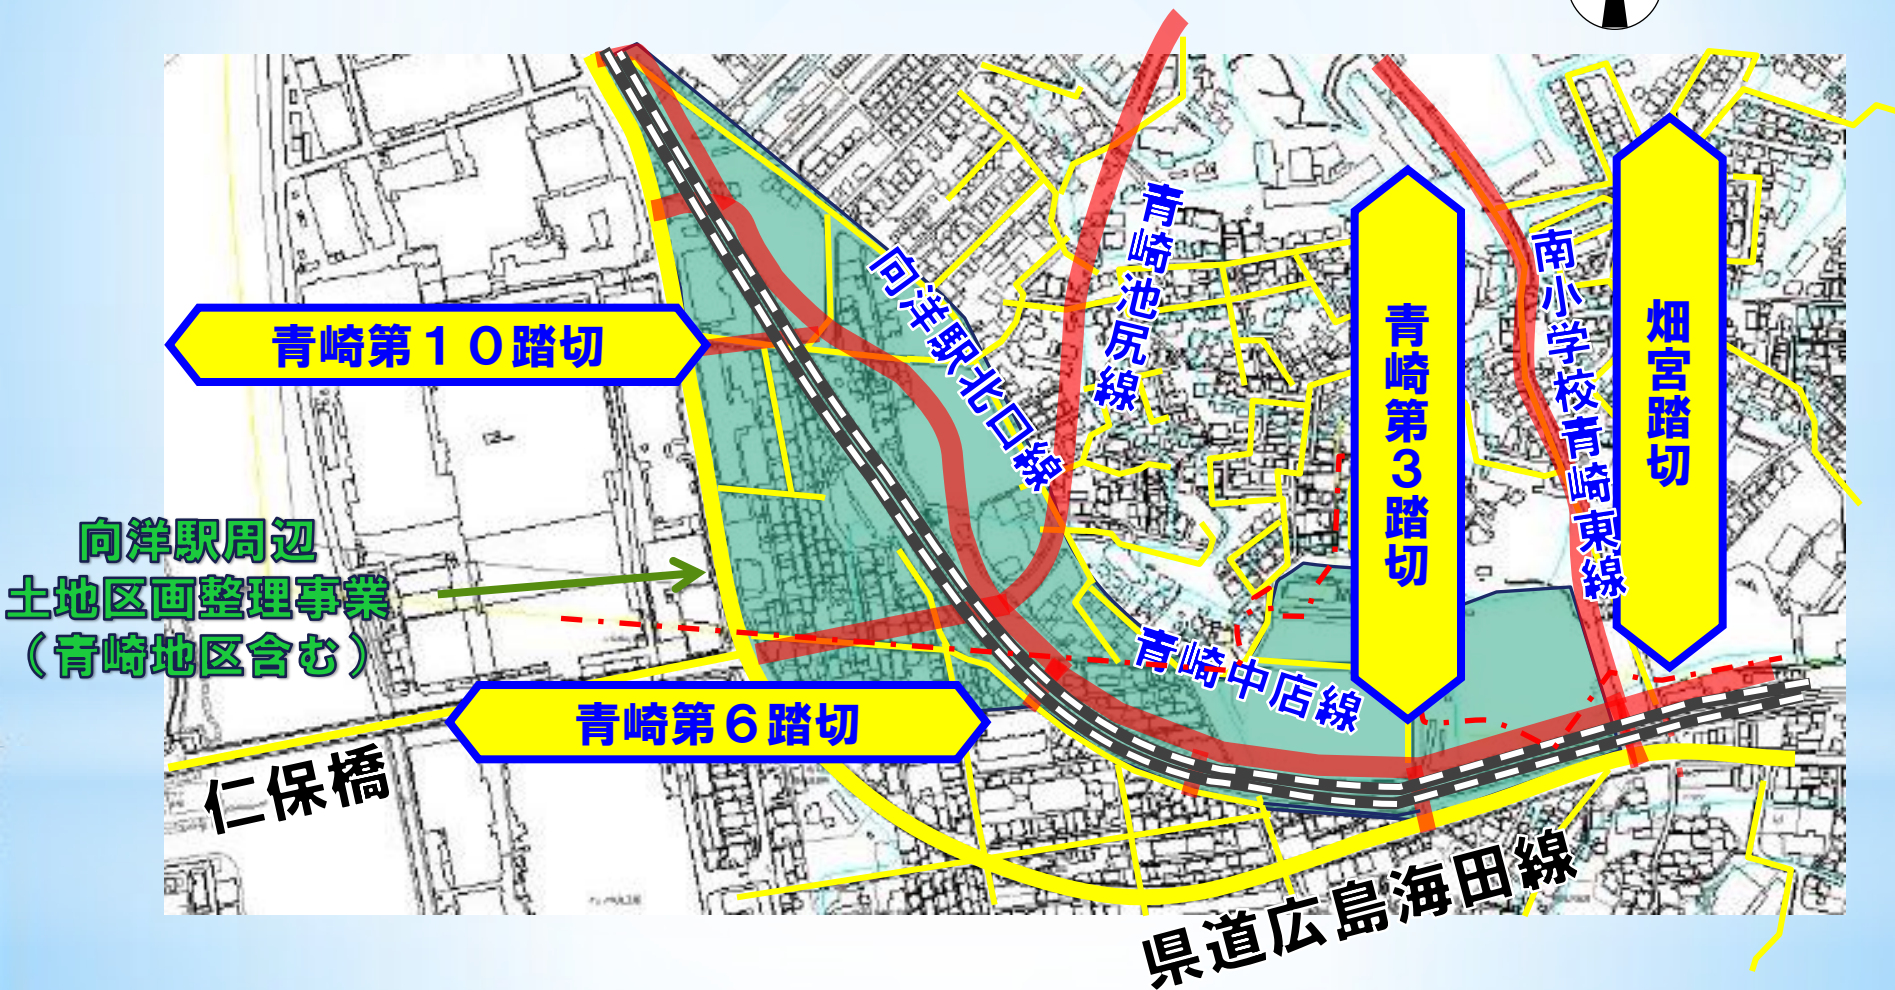 青崎池尻線
向洋駅北口線
南小学校青崎東線
畑宮踏切
青崎第３踏切
青崎第１０踏切
向洋駅周辺
土地区画整理事業
（青崎地区含む）
青崎中店線
青崎第６踏切
仁保橋
県道広島海田線